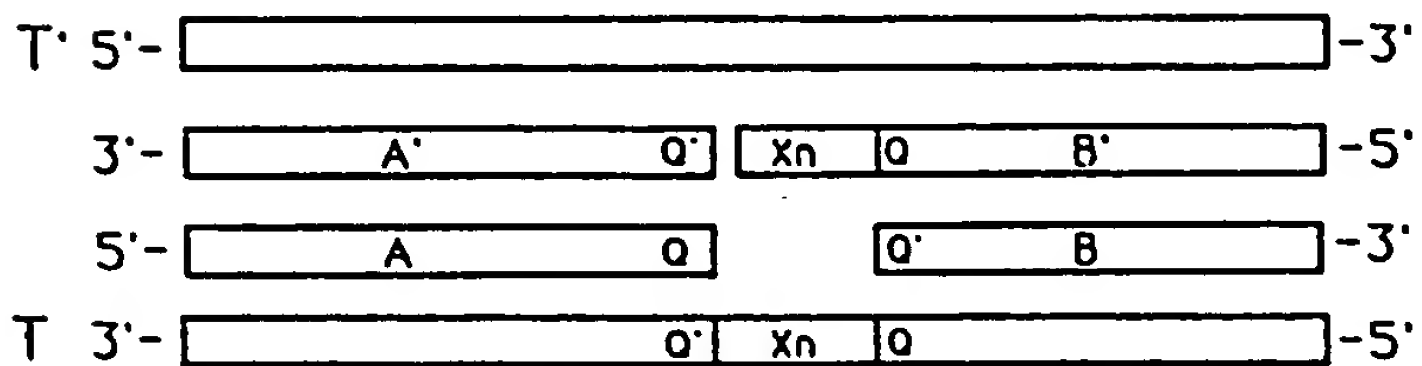 T' 5'- -3'
3'- A' Q' Xn Q B' -5'
5'- A Q Q' B -3'
T 3'- Q' Xn Q -5'